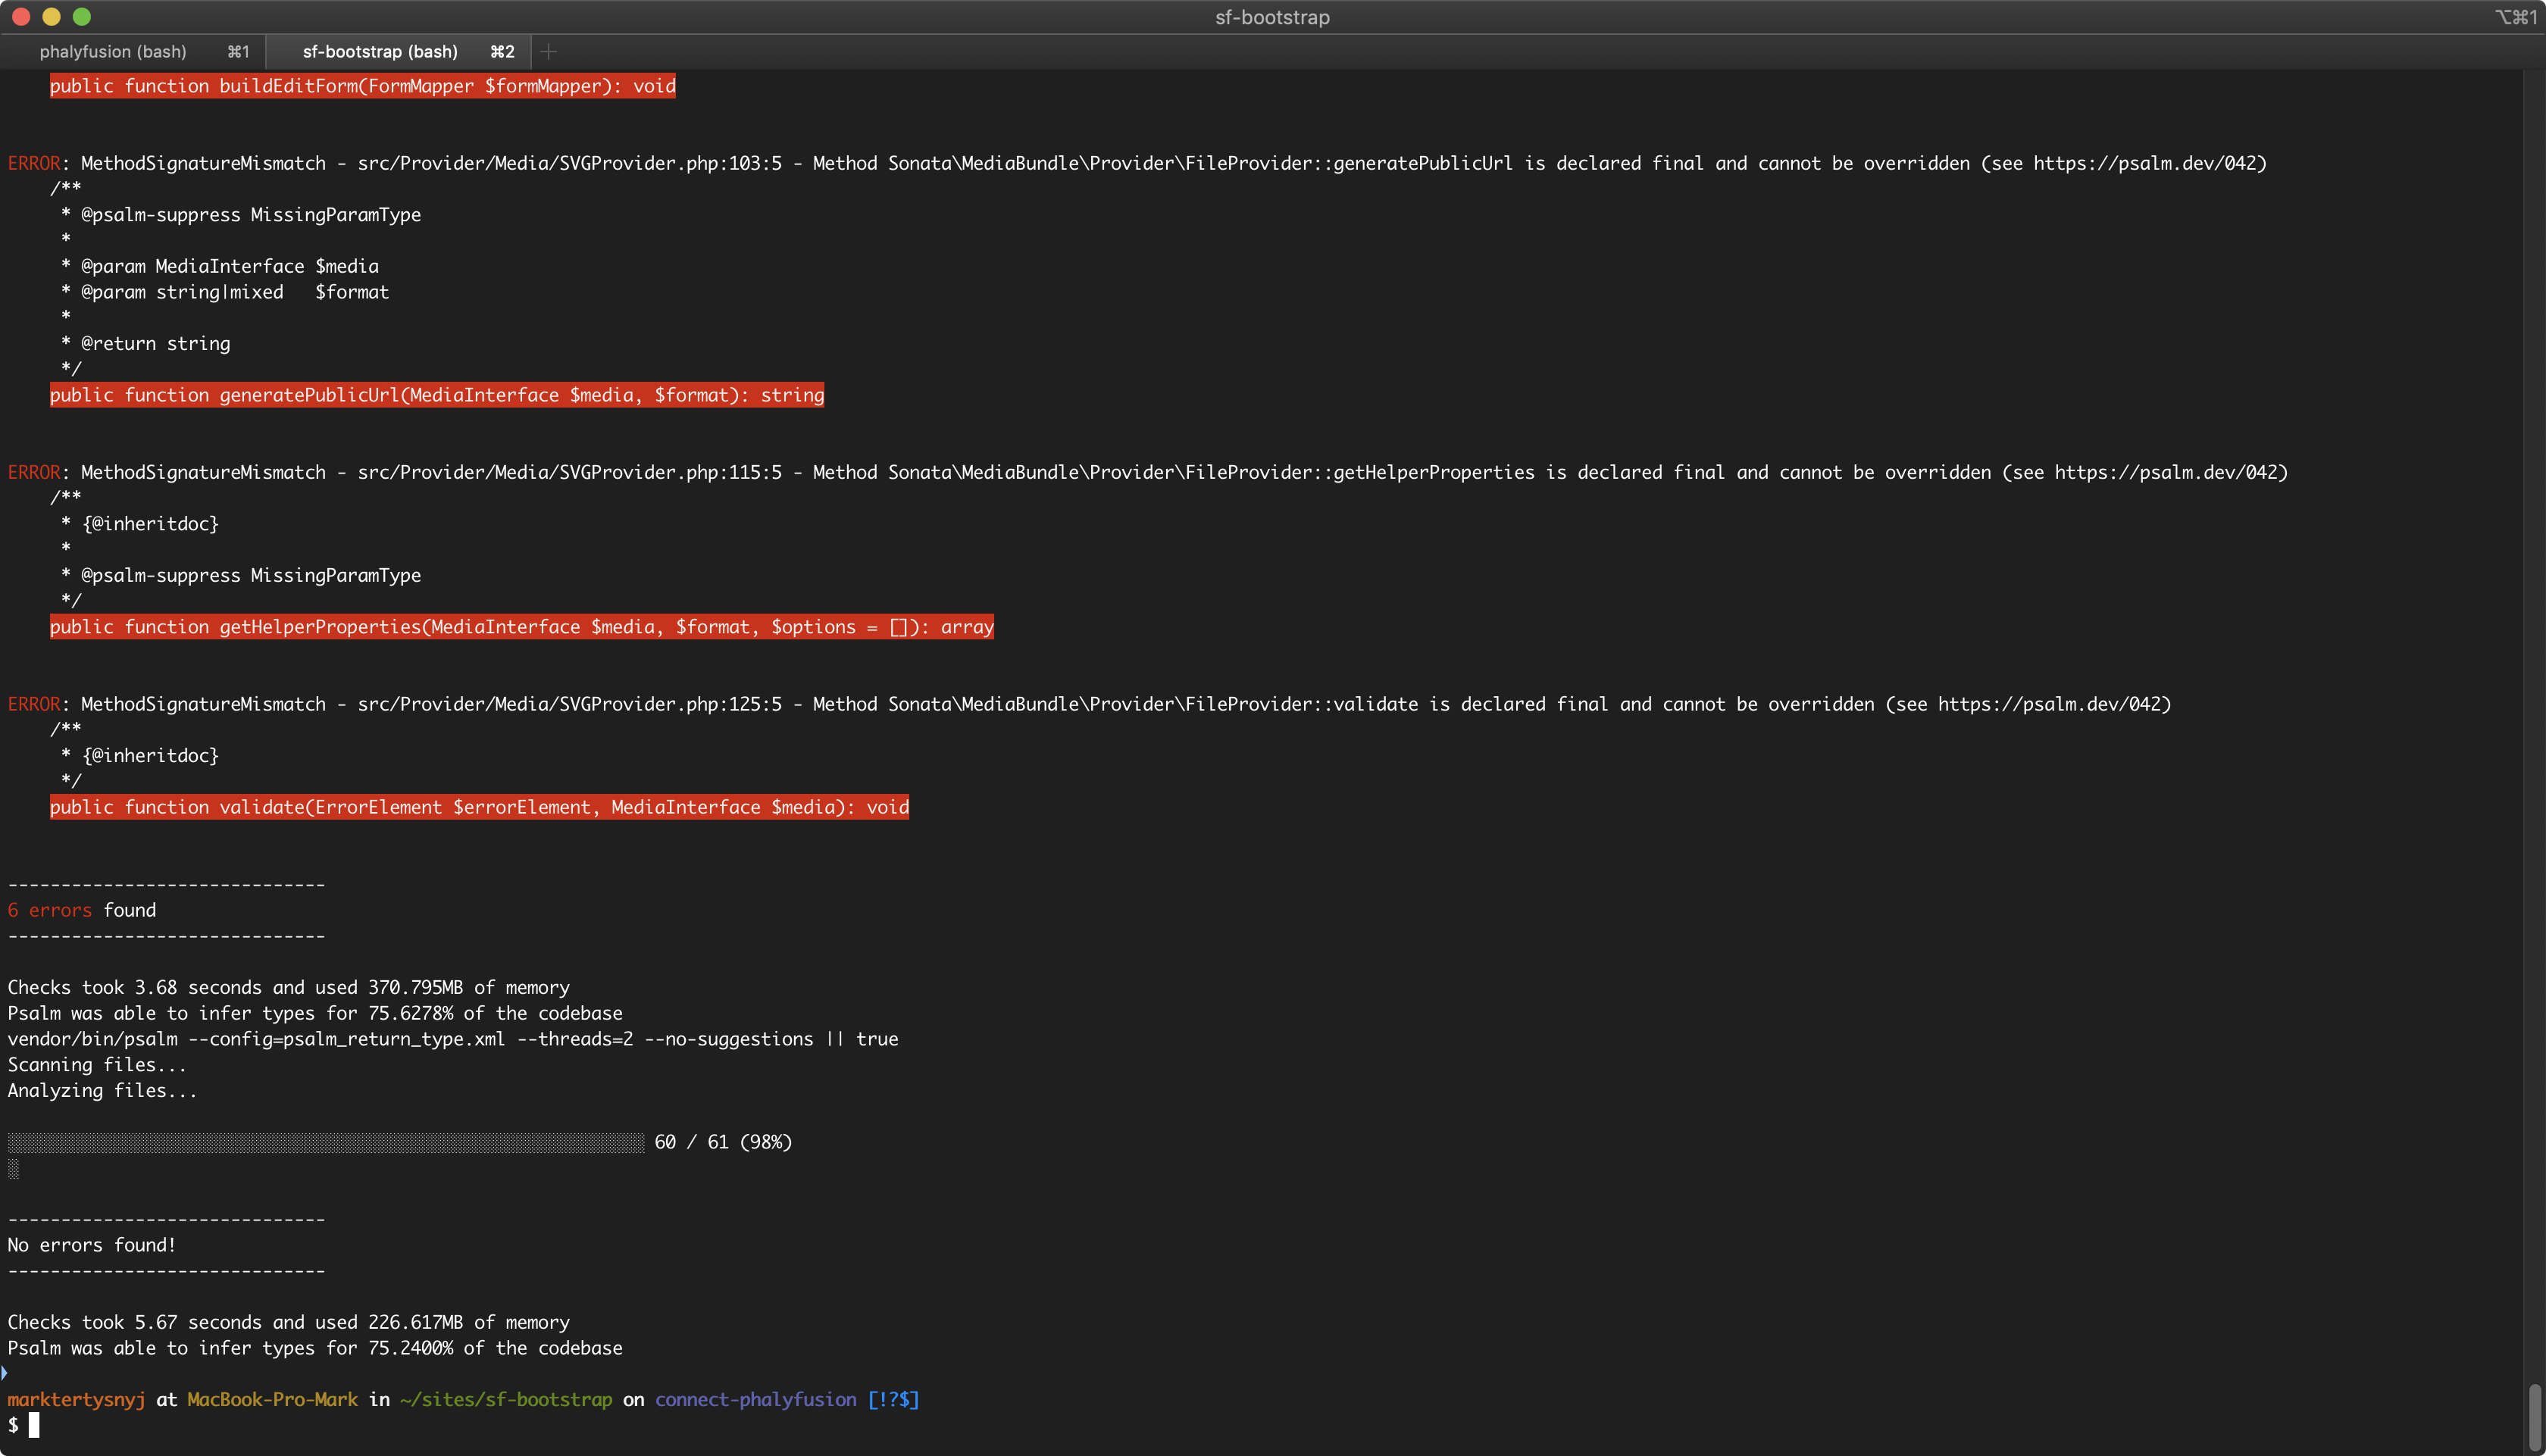 sf-bootstrap
⌥⌘1
phalyfusion (bash) ⌘1
sf-bootstrap (bash) ⌘2
public function buildEditForm(FormMapper $formMapper): void
ERROR: MethodSignatureMismatch - src/Provider/Media/SVGProvider.php:103:5 - Method Sonata\MediaBundle\Provider\FileProvider::generatePublicUrl is declared final and cannot be overridden (see https://psalm.dev/042)
/**
* @psalm-suppress MissingParamType
*
* @param MediaInterface $media
* @param string|mixed   $format
*
* @return string
*/
public function generatePublicUrl(MediaInterface $media, $format): string
ERROR: MethodSignatureMismatch - src/Provider/Media/SVGProvider.php:115:5 - Method Sonata\MediaBundle\Provider\FileProvider::getHelperProperties is declared final and cannot be overridden (see https://psalm.dev/042)
/**
* {@inheritdoc}
*
* @psalm-suppress MissingParamType
*/
public function getHelperProperties(MediaInterface $media, $format, $options = []): array
ERROR: MethodSignatureMismatch - src/Provider/Media/SVGProvider.php:125:5 - Method Sonata\MediaBundle\Provider\FileProvider::validate is declared final and cannot be overridden (see https://psalm.dev/042)
/**
* {@inheritdoc}
*/
public function validate(ErrorElement $errorElement, MediaInterface $media): void
------------------------------
6 errors found
------------------------------
Checks took 3.68 seconds and used 370.795MB of memory
Psalm was able to infer types for 75.6278% of the codebase
vendor/bin/psalm --config=psalm_return_type.xml --threads=2 --no-suggestions || true
Scanning files...
Analyzing files...
░░░░░░░░░░░░░░░░░░░░░░░░░░░░░░░░░░░░░░░░░░░░░░░░░░░░░░░░░░░░ 60 / 61 (98%)
░
------------------------------
No errors found!
------------------------------
Checks took 5.67 seconds and used 226.617MB of memory
Psalm was able to infer types for 75.2400% of the codebase
marktertysnyj at MacBook-Pro-Mark in ~/sites/sf-bootstrap on connect-phalyfusion [!?$]
$